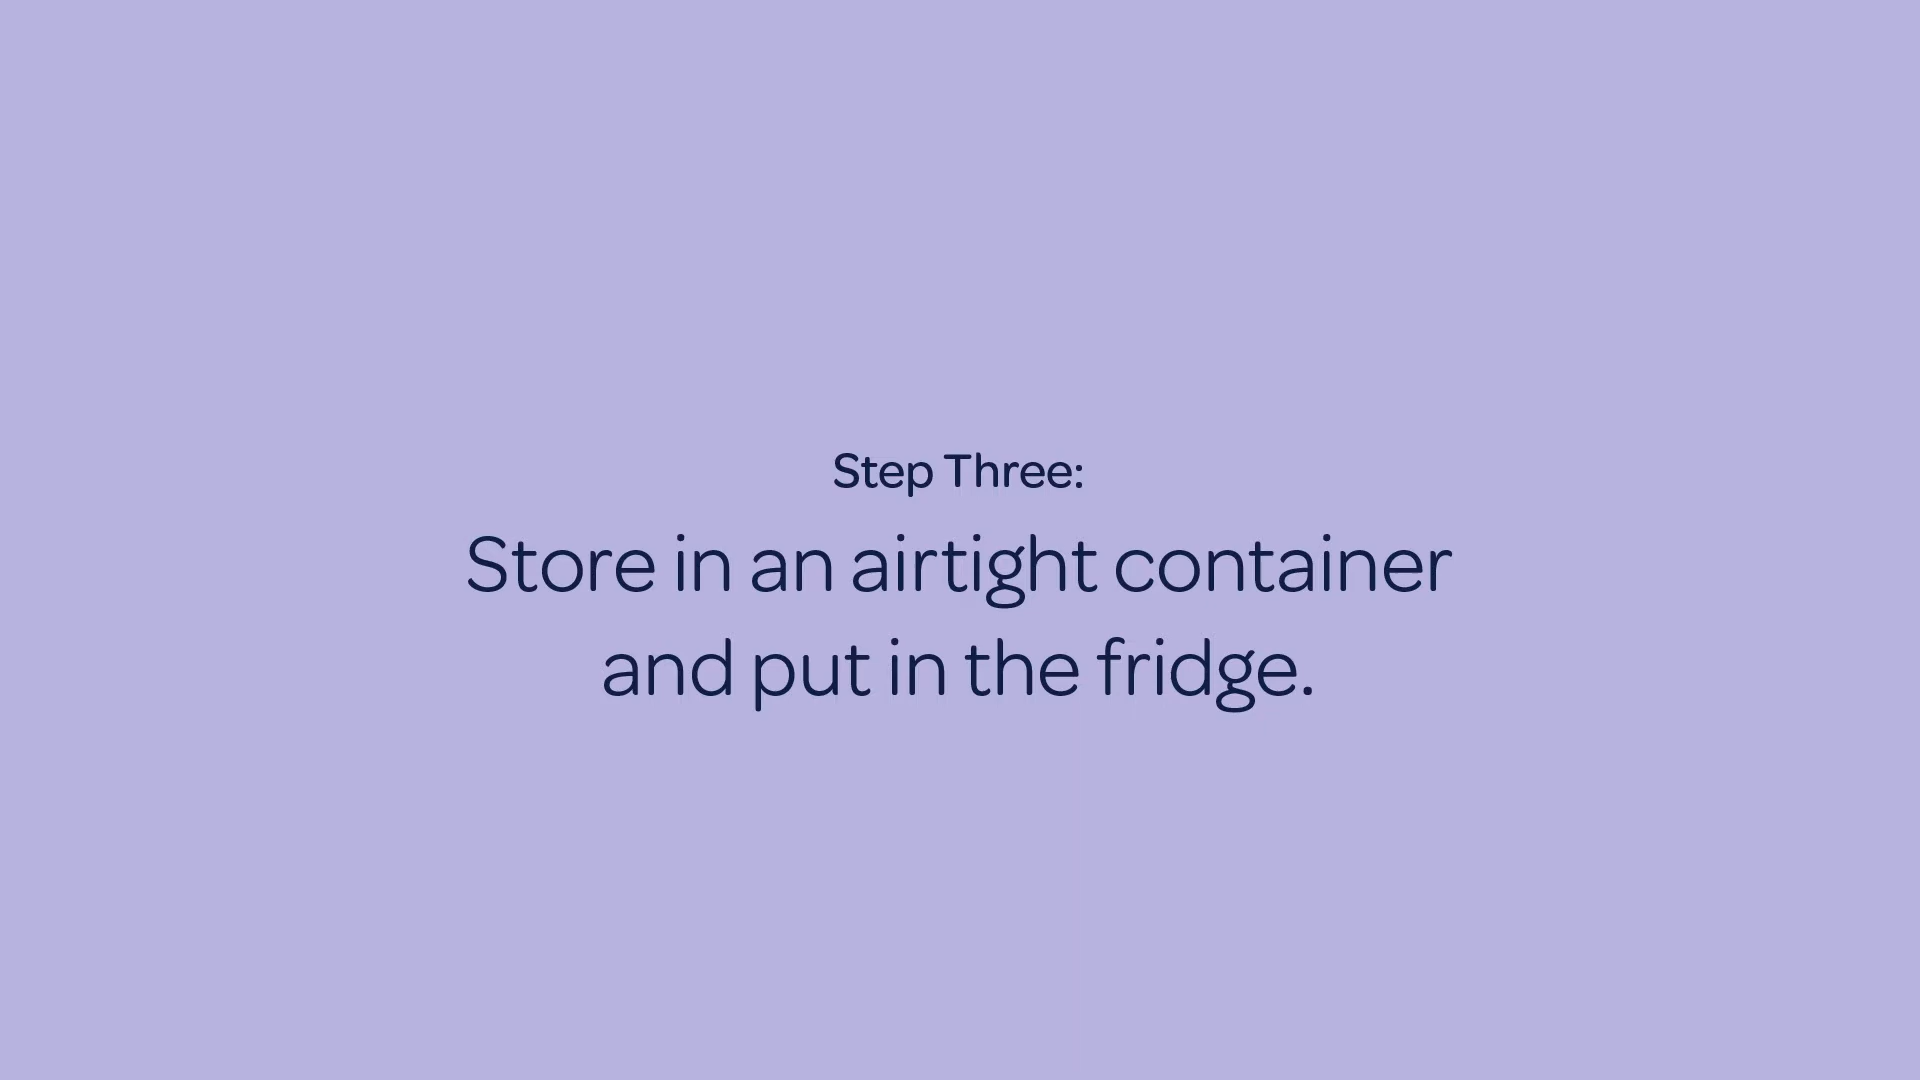 Step Three:
Store in an airtight container
and put in the fridge.